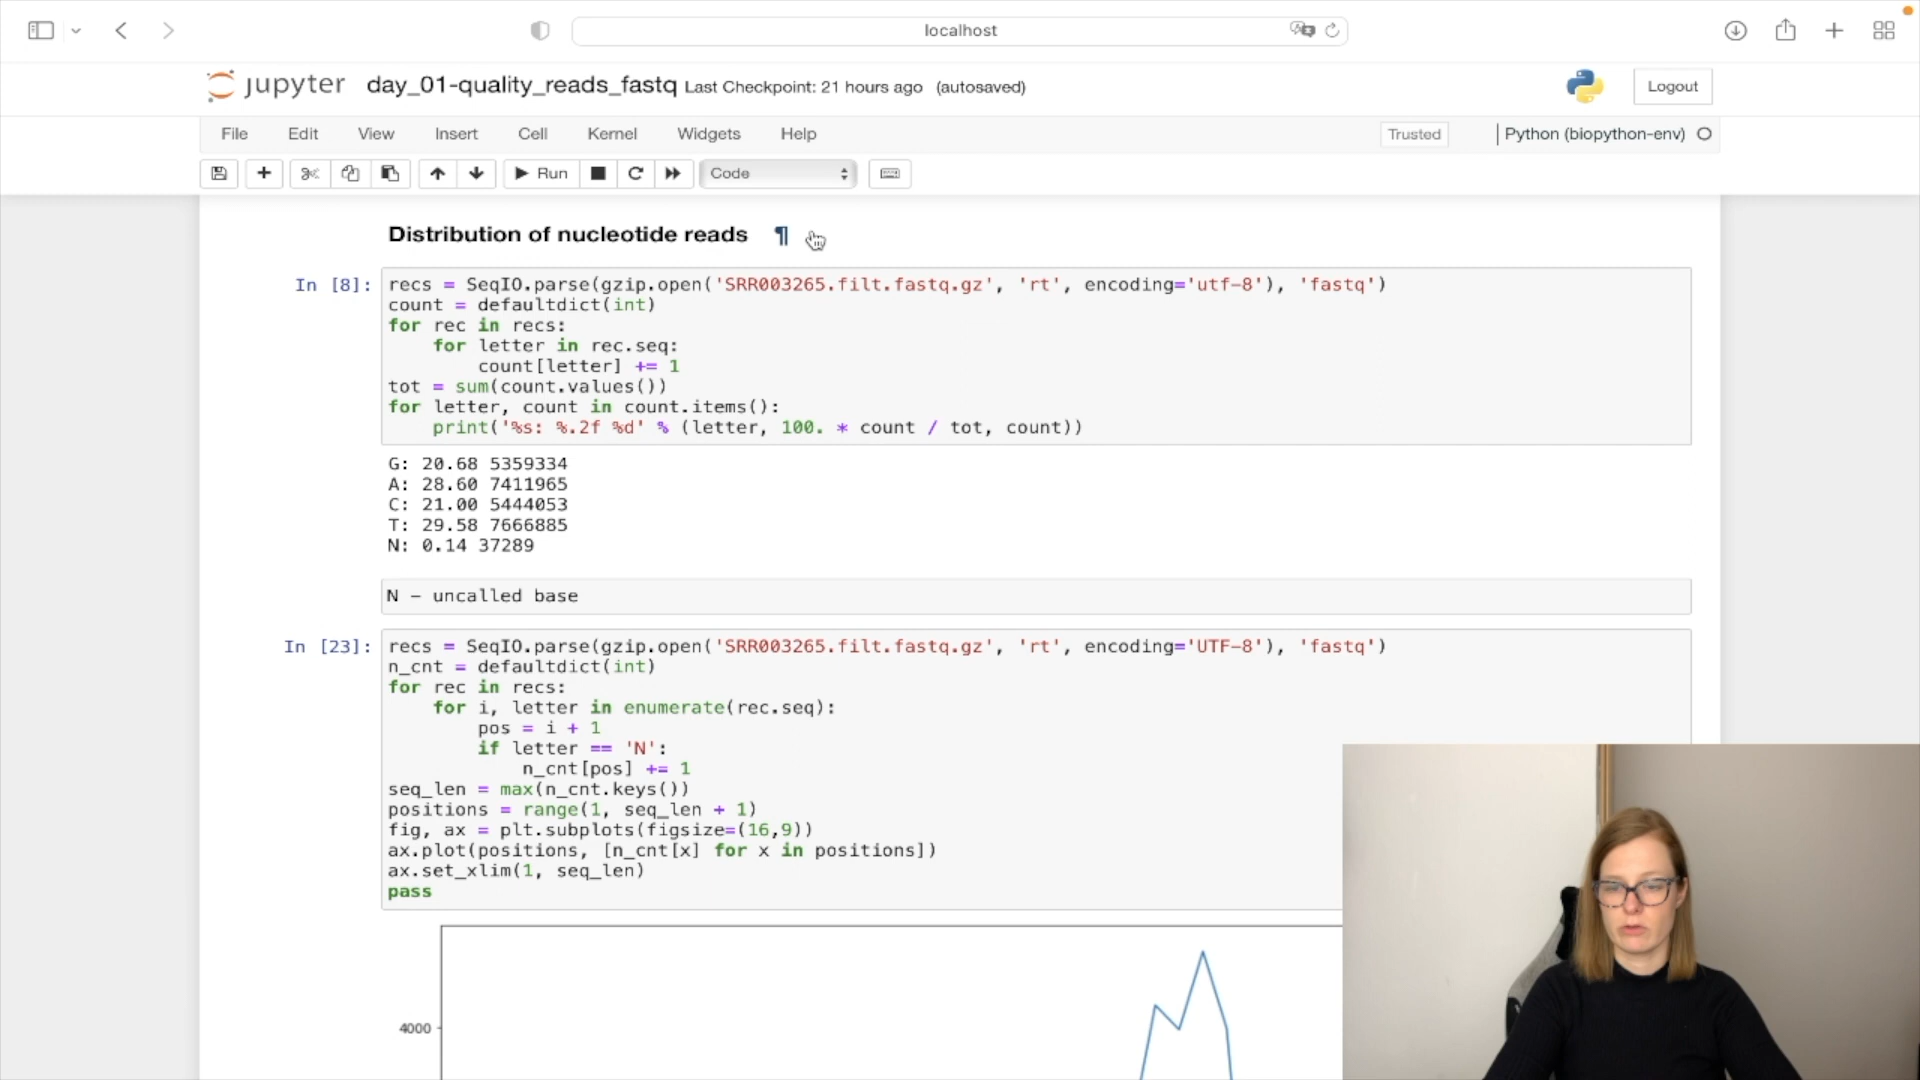 localhost
jupyter day_01-quality_reads_fastq Last Checkpoint: 21 hours ago (autosaved)
Logout
File Edit View Insert Cell Kernel Widgets Help
Trusted
Python (biopython-env)
Run
Code
Distribution of nucleotide reads ¶
In [8]:
recs = SeqIO.parse(gzip.open('SRR003265.filt.fastq.gz', 'rt', encoding='utf-8'), 'fastq')
count = defaultdict(int)
for rec in recs:
    for letter in rec.seq:
        count[letter] += 1
tot = sum(count.values())
for letter, count in count.items():
    print('%s: %.2f %d' % (letter, 100. * count / tot, count))
G: 20.68 5359334
A: 28.60 7411965
C: 21.00 5444053
T: 29.58 7666885
N: 0.14 37289
N – uncalled base
In [23]:
recs = SeqIO.parse(gzip.open('SRR003265.filt.fastq.gz', 'rt', encoding='UTF-8'), 'fastq')
n_cnt = defaultdict(int)
for rec in recs:
    for i, letter in enumerate(rec.seq):
        pos = i + 1
        if letter == 'N':
            n_cnt[pos] += 1
seq_len = max(n_cnt.keys())
positions = range(1, seq_len + 1)
fig, ax = plt.subplots(figsize=(16,9))
ax.plot(positions, [n_cnt[x] for x in positions])
ax.set_xlim(1, seq_len)
pass
4000